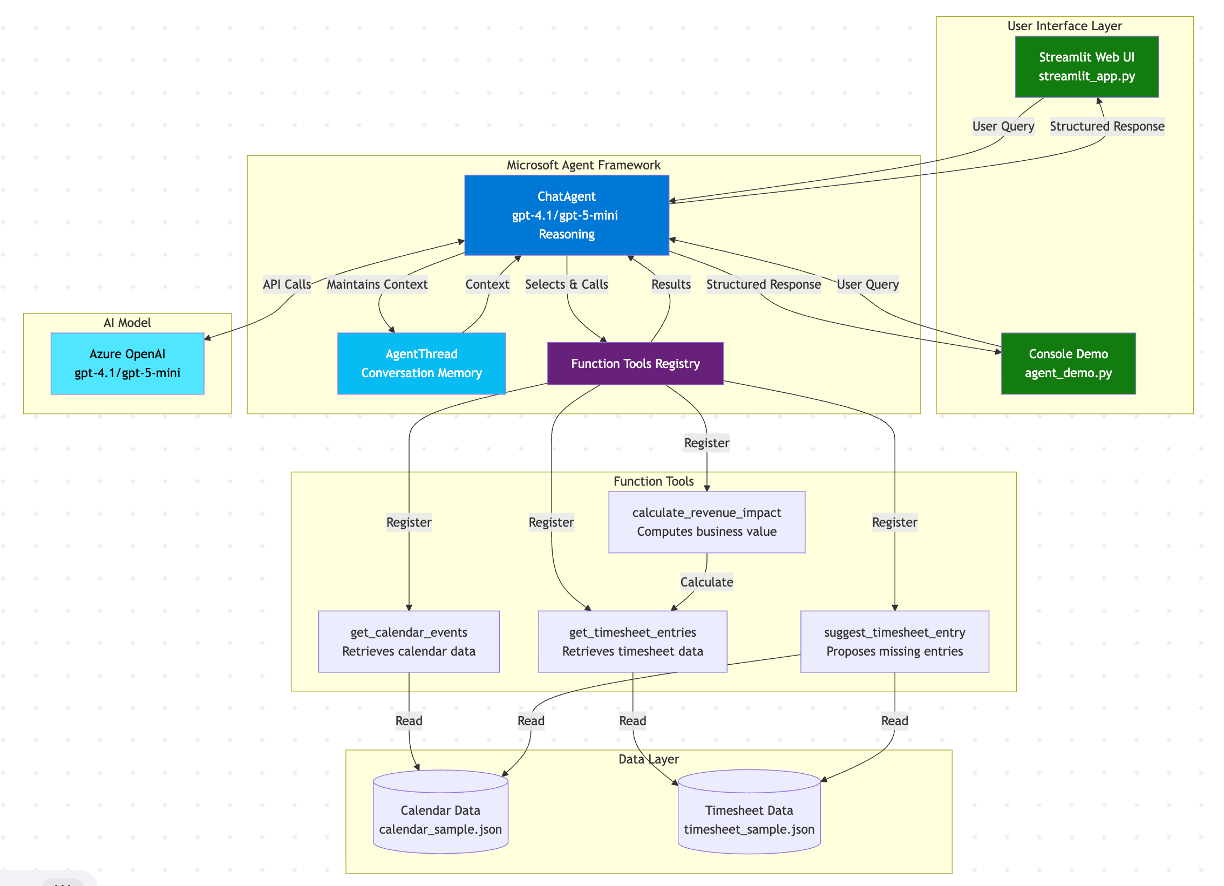 User Interface Layer
Streamlit Web UI
streamlit_app.py
User Query
Structured Response
Microsoft Agent Framework
ChatAgent
gpt-4.1/gpt-5-mini
Reasoning
API Calls
Maintains Context
Context
Selects & Calls
Results
Structured Response
User Query
AI Model
Azure OpenAI
gpt-4.1/gpt-5-mini
AgentThread
Conversation Memory
Function Tools Registry
Console Demo
agent_demo.py
Register
Function Tools
calculate_revenue_impact
Computes business value
Register
Register
Register
Calculate
get_calendar_events
Retrieves calendar data
get_timesheet_entries
Retrieves timesheet data
suggest_timesheet_entry
Proposes missing entries
Read
Read
Read
Read
Data Layer
Calendar Data
calendar_sample.json
Timesheet Data
timesheet_sample.json